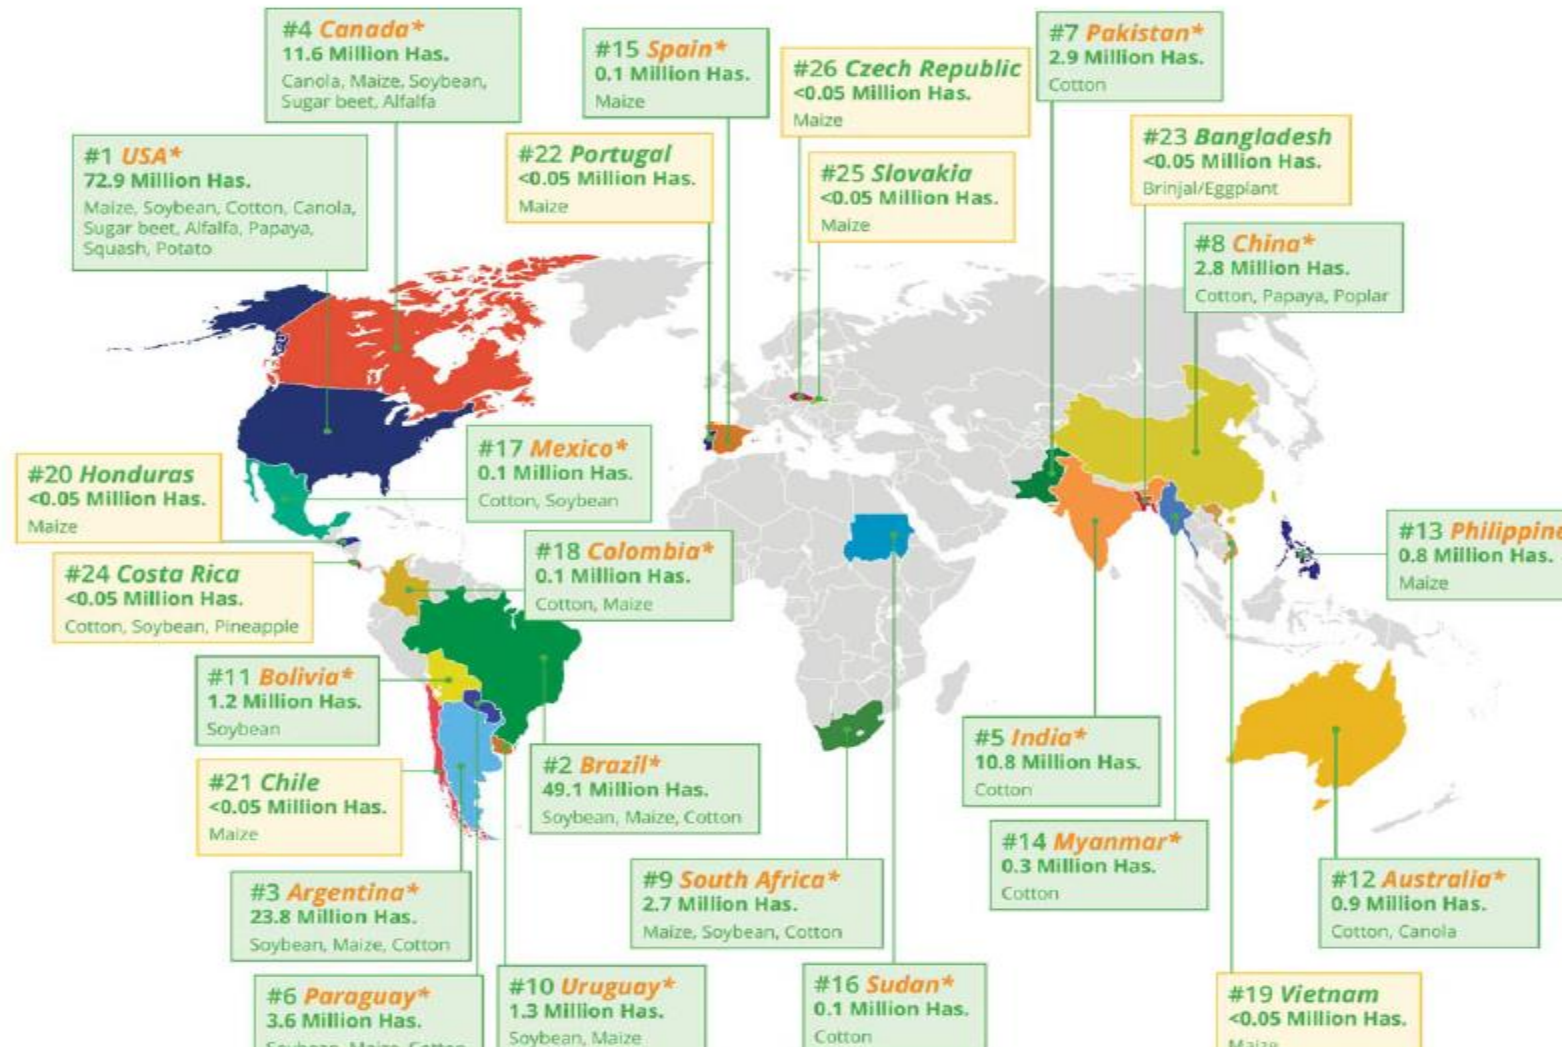 #4 Canada*
11.6 Million Has.
Canola, Maize, Soybean,
Sugar beet, Alfalfa
#15 Spain*
0.1 Million Has.
Maize
#26 Czech Republic
<0.05 Million Has.
Maize
#7 Pakistan*
2.9 Million Has.
Cotton
#1 USA*
72.9 Million Has.
Maize, Soybean, Cotton, Canola,
Sugar beet, Alfalfa, Papaya,
Squash, Potato
#22 Portugal
<0.05 Million Has.
Maize
#25 Slovakia
<0.05 Million Has.
Maize
#23 Bangladesh
<0.05 Million Has.
Brinjal/Eggplant
#8 China*
2.8 Million Has.
Cotton, Papaya, Poplar
#20 Honduras
<0.05 Million Has.
Maize
#17 Mexico*
0.1 Million Has.
Cotton, Soybean
#24 Costa Rica
<0.05 Million Has.
Cotton, Soybean, Pineapple
#18 Colombia*
0.1 Million Has.
Cotton, Maize
#13 Philippine
0.8 Million Has.
Maize
#11 Bolivia*
1.2 Million Has.
Soybean
#21 Chile
<0.05 Million Has.
Maize
#2 Brazil*
49.1 Million Has.
Soybean, Maize, Cotton
#5 India*
10.8 Million Has.
Cotton
#14 Myanmar*
0.3 Million Has.
Cotton
#3 Argentina*
23.8 Million Has.
Soybean, Maize, Cotton
#9 South Africa*
2.7 Million Has.
Maize, Soybean, Cotton
#12 Australia*
0.9 Million Has.
Cotton, Canola
#6 Paraguay*
3.6 Million Has.
Soybean, Maize, Cotton
#10 Uruguay*
1.3 Million Has.
Soybean, Maize
#16 Sudan*
0.1 Million Has.
Cotton
#19 Vietnam
<0.05 Million Has.
Maize